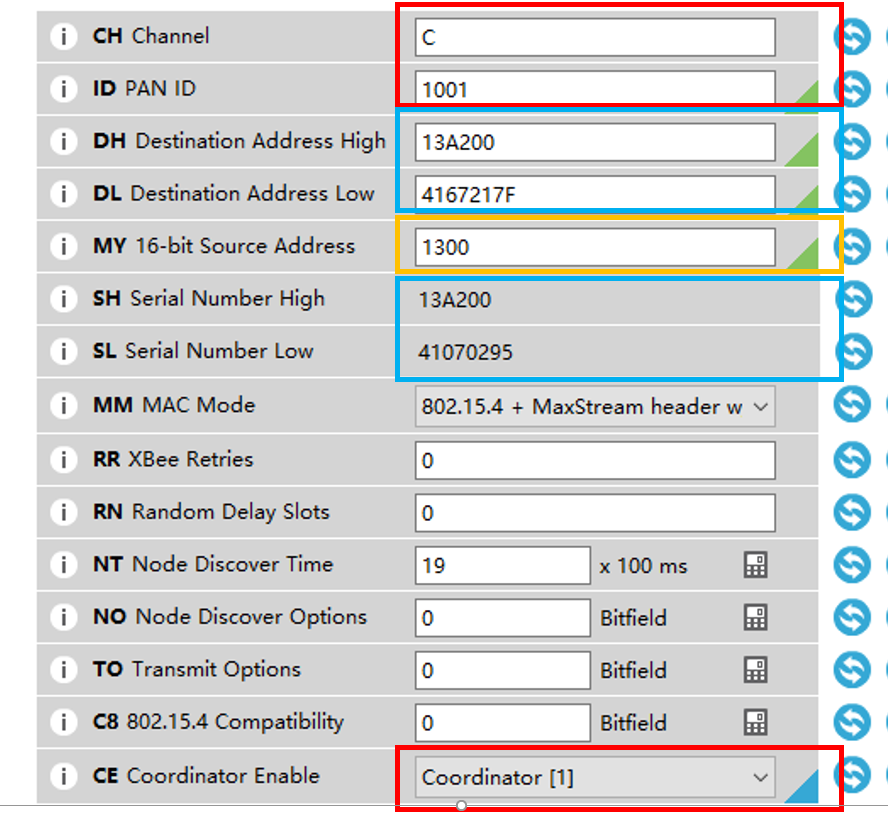 CH Channel C
ID PAN ID 1001
DH Destination Address High 13A200
DL Destination Address Low 4167217F
MY 16-bit Source Address 1300
SH Serial Number High 13A200
SL Serial Number Low 41070295
MM MAC Mode 802.15.4 + MaxStream header w
RR XBee Retries 0
RN Random Delay Slots 0
NT Node Discover Time 19 x 100 ms
NO Node Discover Options 0 Bitfield
TO Transmit Options 0 Bitfield
C8 802.15.4 Compatibility 0 Bitfield
CE Coordinator Enable Coordinator [1]